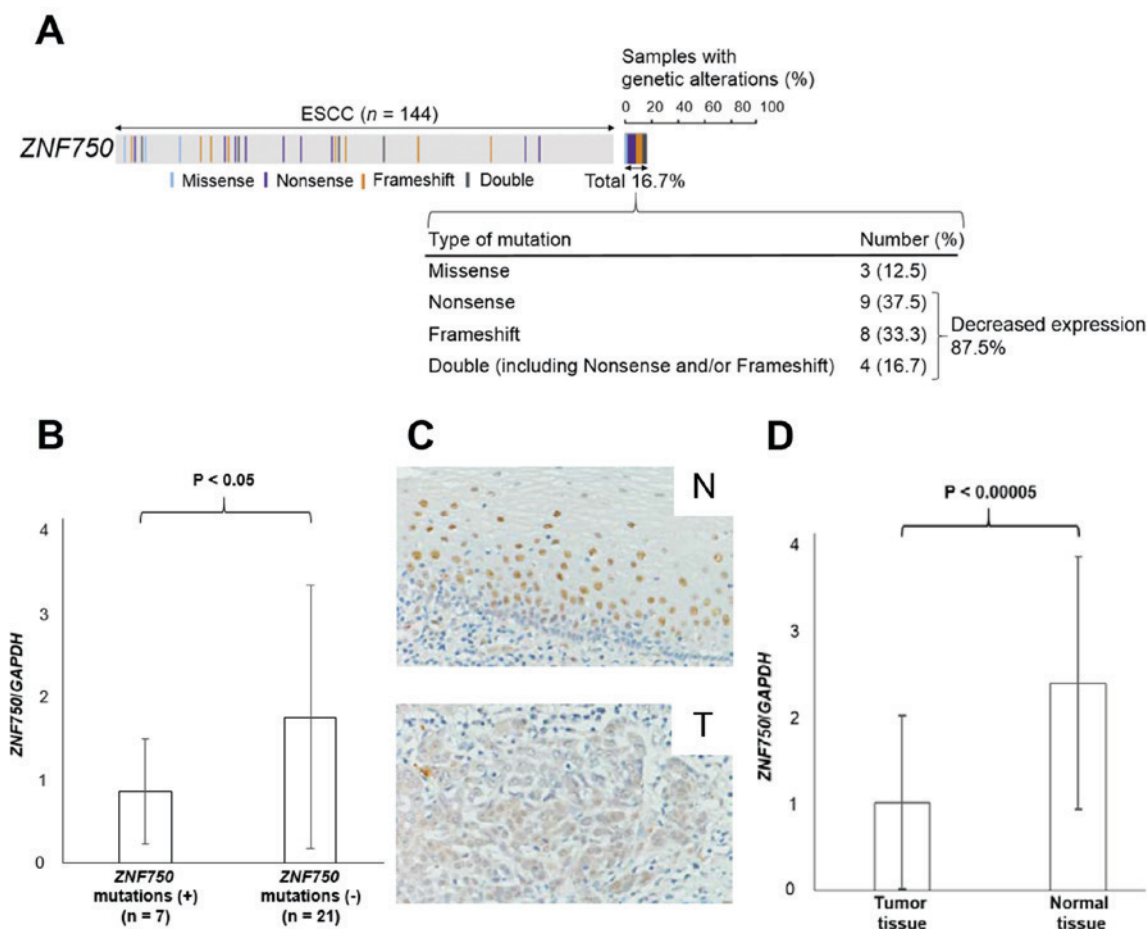 A
Samples with
genetic alterations (%)
0 20 40 60 80 100
ESCC (n = 144)
ZNF750
Missense Nonsense Frameshift Double
Total 16.7%
Type of mutation Number (%)
Missense 3 (12.5)
Nonsense 9 (37.5)
Frameshift 8 (33.3)
Double (including Nonsense and/or Frameshift) 4 (16.7)
Decreased expression
87.5%
B
P < 0.05
4
3
2
1
0
ZNF750/GAPDH
ZNF750
mutations (+)
(n = 7)
ZNF750
mutations (-)
(n = 21)
C
N
T
D
P < 0.00005
4
3
2
1
0
ZNF750/GAPDH
Tumor
tissue
Normal
tissue